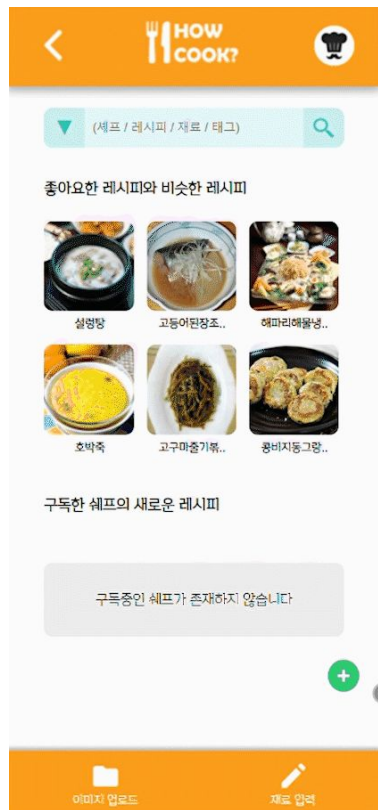 HOW
COOK?
(셰프 / 레시피 / 재료 / 태그)
좋아요한 레시피와 비슷한 레시피
설렁탕 고등어된장조.. 해파리해물냉..
호박죽 고구마줄기볶.. 콩비지동그랑..
구독한 쉐프의 새로운 레시피
구독중인 쉐프가 존재하지 않습니다
이미지 업로드 재료 입력